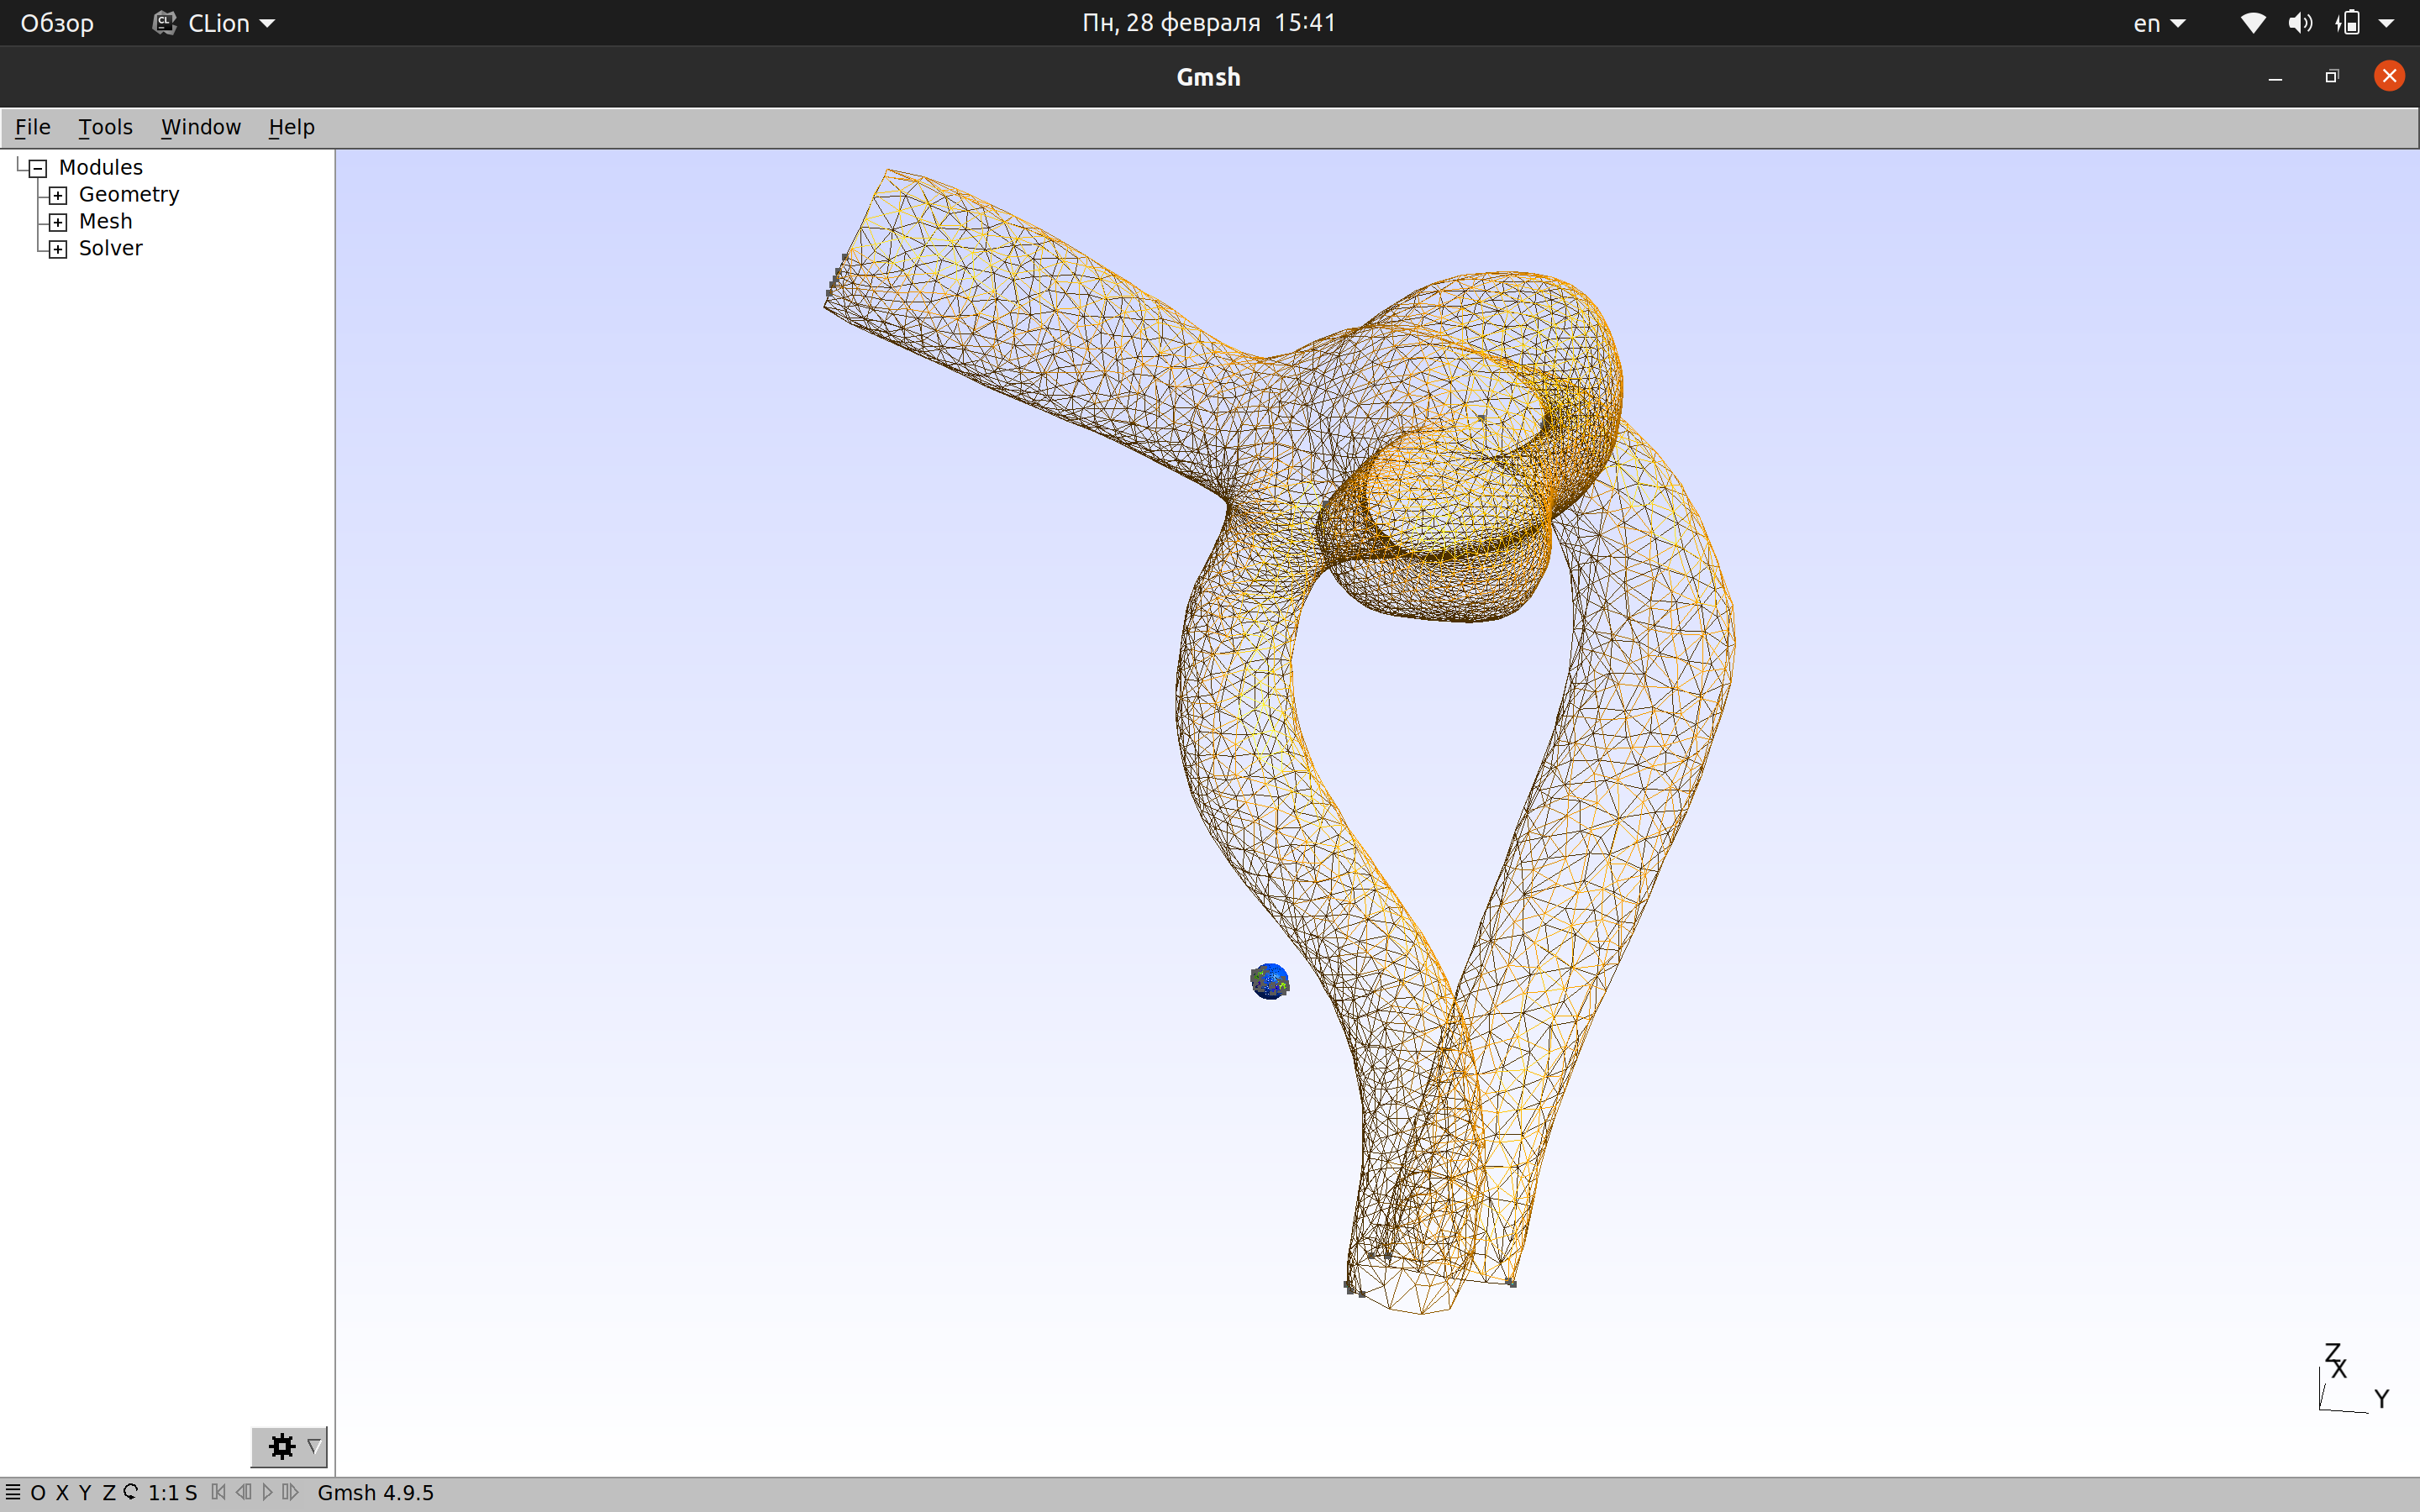 Обзор CLion Пн, 28 февраля 15:41 en
Gmsh
File Tools Window Help
Modules
Geometry
Mesh
Solver
Z
X
Y
O X Y Z 1:1 S Gmsh 4.9.5